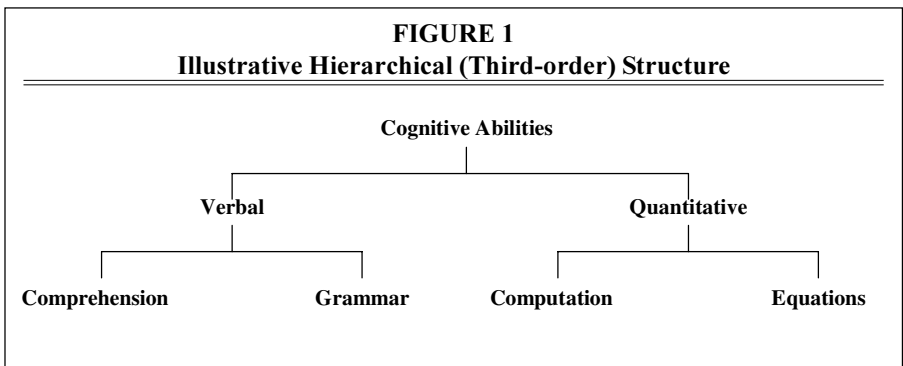 FIGURE 1
Illustrative Hierarchical (Third-order) Structure
Cognitive Abilities
Verbal Quantitative
Comprehension Grammar Computation Equations